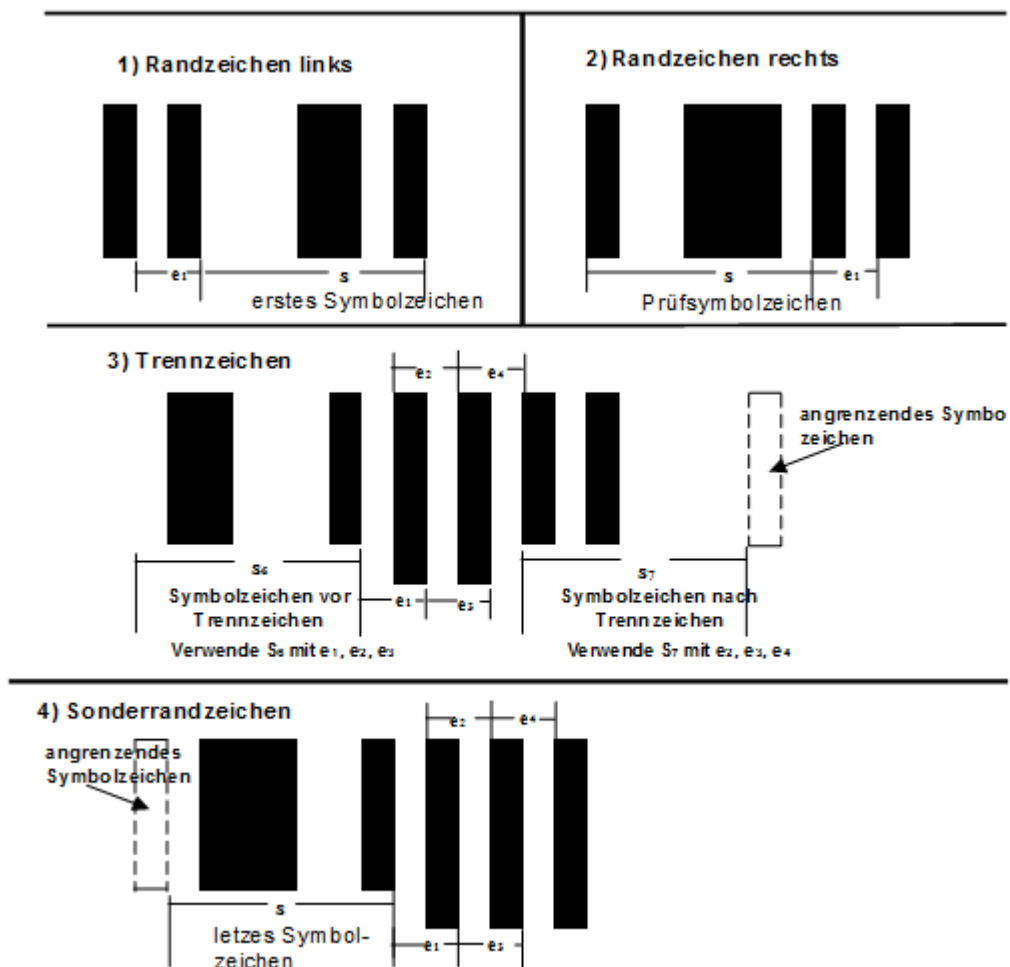 1) Randzeichen links
2) Randzeichen rechts
e1
s
s
e1
erstes Symbolzeichen
Prüfsymbolzeichen
3) Trennzeichen
e2
e4
angrenzendes Symbo
zeichen
s6
s7
Symbolzeichen vor
Trennzeichen
e1
e3
Symbolzeichen nach
Trennzeichen
Verwende S6 mit e1, e2, e3
Verwende S7 mit e2, e3, e4
4) Sonderrandzeichen
e2
e4
angrenzendes
Symbolzeichen
s
letzes Symbol-
zeichen
e1
e3